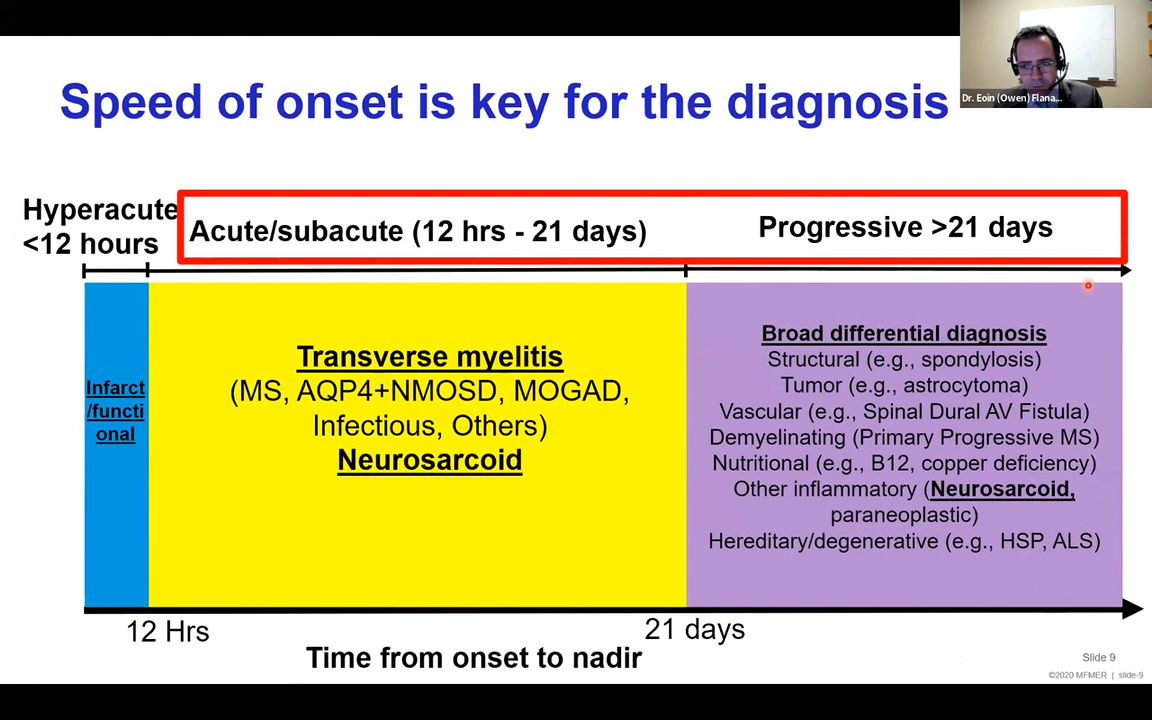 Speed of onset is key for the diagnosis
Dr. Eoin (Owen) Flana...
Hyperacute
<12 hours
Acute/subacute (12 hrs - 21 days)
Progressive >21 days
Infarct
/functi
onal
Transverse myelitis
(MS, AQP4+NMOSD, MOGAD,
Infectious, Others)
Neurosarcoid
Broad differential diagnosis
Structural (e.g., spondylosis)
Tumor (e.g., astrocytoma)
Vascular (e.g., Spinal Dural AV Fistula)
Demyelinating (Primary Progressive MS)
Nutritional (e.g., B12, copper deficiency)
Other inflammatory (Neurosarcoid,
paraneoplastic)
Hereditary/degenerative (e.g., HSP, ALS)
12 Hrs
21 days
Time from onset to nadir
Slide 9
©2020 MFMER | slide-9